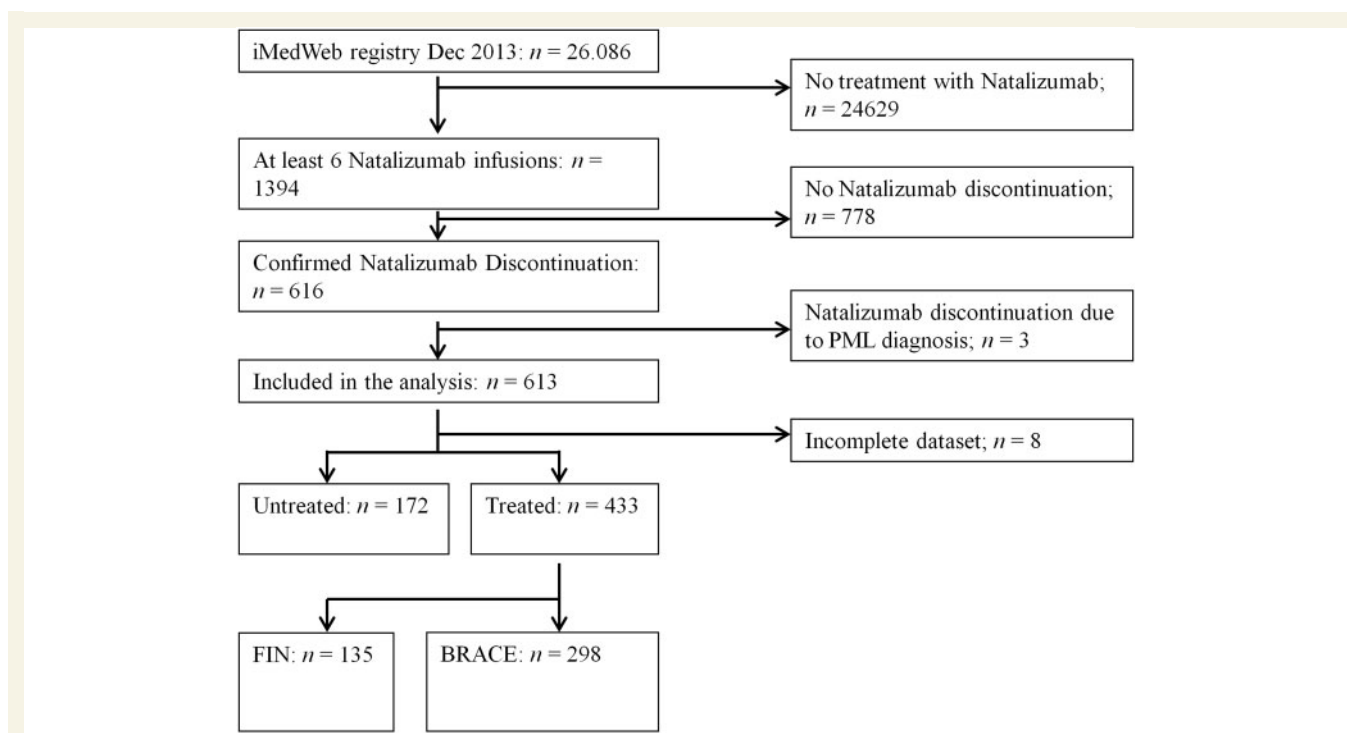 iMedWeb registry Dec 2013: n = 26.086
No treatment with Natalizumab;
n = 24629
At least 6 Natalizumab infusions: n =
1394
No Natalizumab discontinuation;
n = 778
Confirmed Natalizumab Discontinuation:
n = 616
Natalizumab discontinuation due
to PML diagnosis; n = 3
Included in the analysis: n = 613
Incomplete dataset; n = 8
Untreated: n = 172
Treated: n = 433
FIN: n = 135
BRACE: n = 298